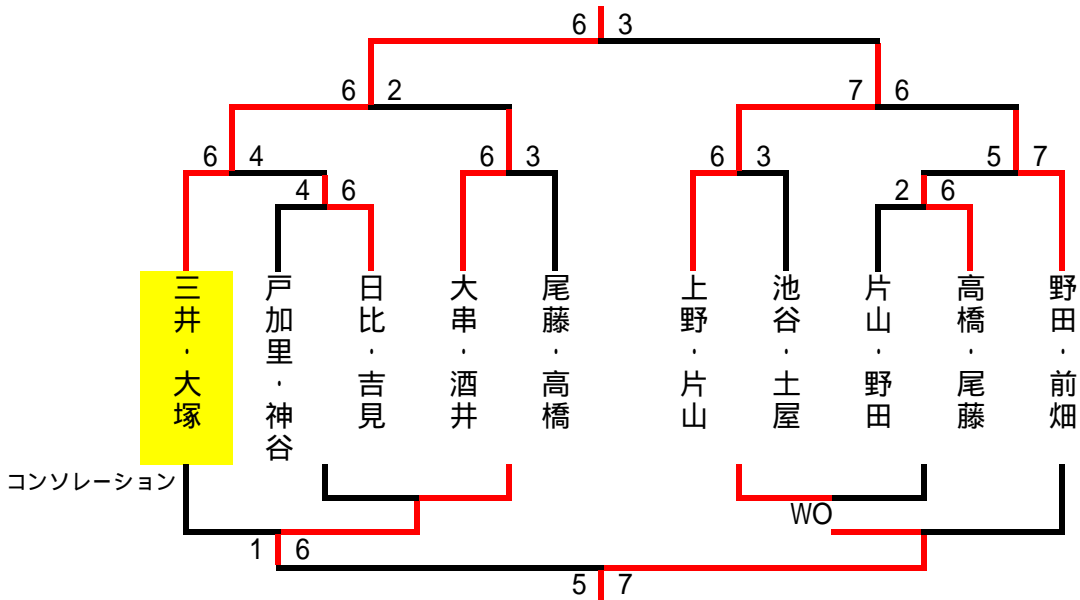 6 3
6 2
7 6
6 4
6 3
6 3
5 7
4 6
2 6
三井・大塚
戸加里・神谷
日比・吉見
大串・酒井
尾藤・高橋
上野・片山
池谷・土屋
片山・野田
高橋・尾藤
野田・前畑
コンソレーション
WO
1 6
5 7